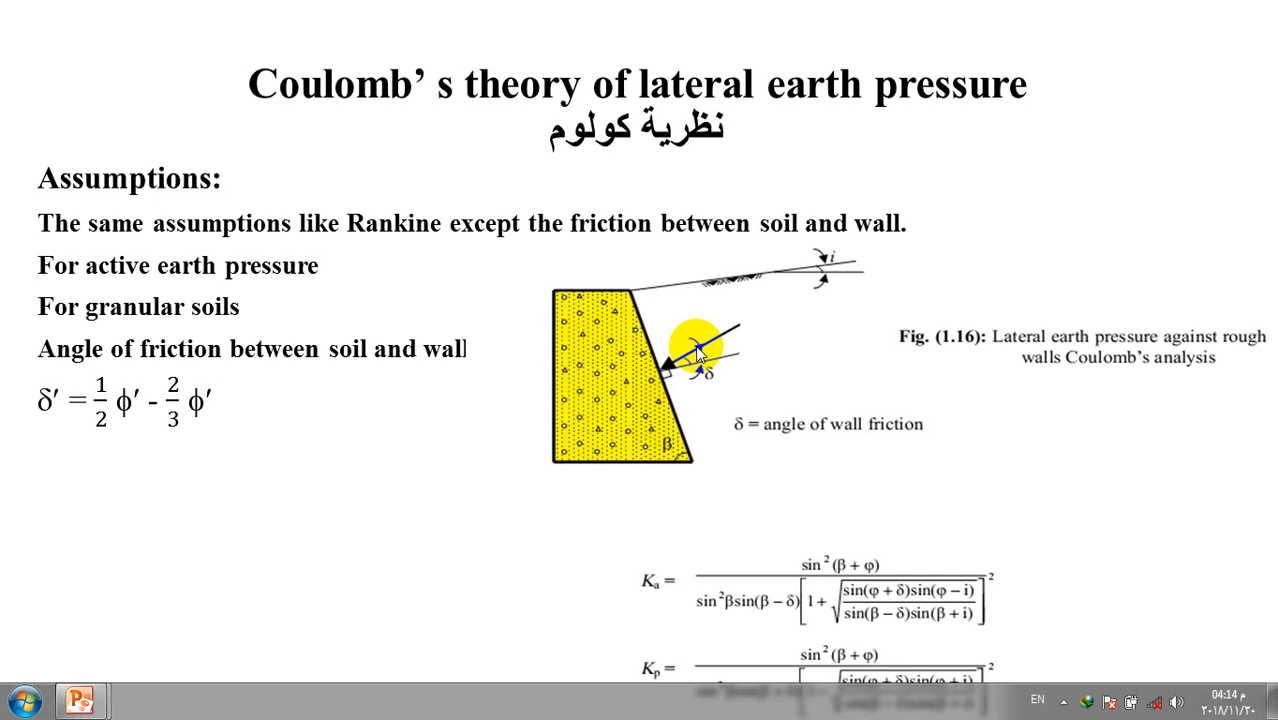 Coulomb’ s theory of lateral earth pressure
نظرية كولوم
Assumptions:
The same assumptions like Rankine except the friction between soil and wall.
For active earth pressure
For granular soils
Angle of friction between soil and wall
δ′ = 1/2 ϕ′ - 2/3 ϕ′
i
δ
β
Fig. (1.16): Lateral earth pressure against rough
walls Coulomb’s analysis
δ = angle of wall friction
Ka = sin²(β + φ) / sin²βsin(β − δ)[1 + √(sin(φ + δ)sin(φ − i) / sin(β − δ)sin(β + i))]²
Kp = sin²(β + φ)
sin(φ + δ)sin(φ + i)
EN
04:14 م
٢٠١٨/١١/٢٠